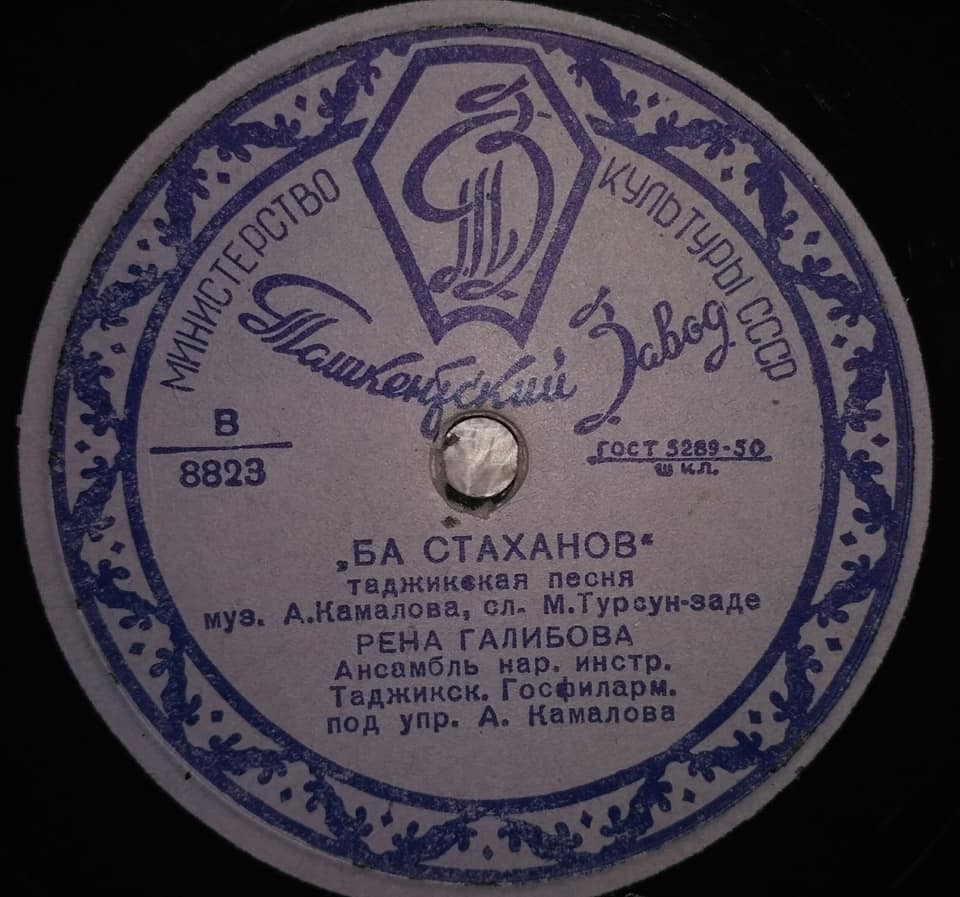 МИНИСТЕРСТВО КУЛЬТУРЫ СССР
Ташкентский Завод
В
8823
ГОСТ 5289-50
Ш КЛ.
„БА СТАХАНОВ“
таджикская песня
муз. А.Камалова, сл. М.Турсун-заде
РЕНА ГАЛИБОВА
Ансамбль нар. инстр.
Таджикск. Госфиларм.
под упр. А. Камалова